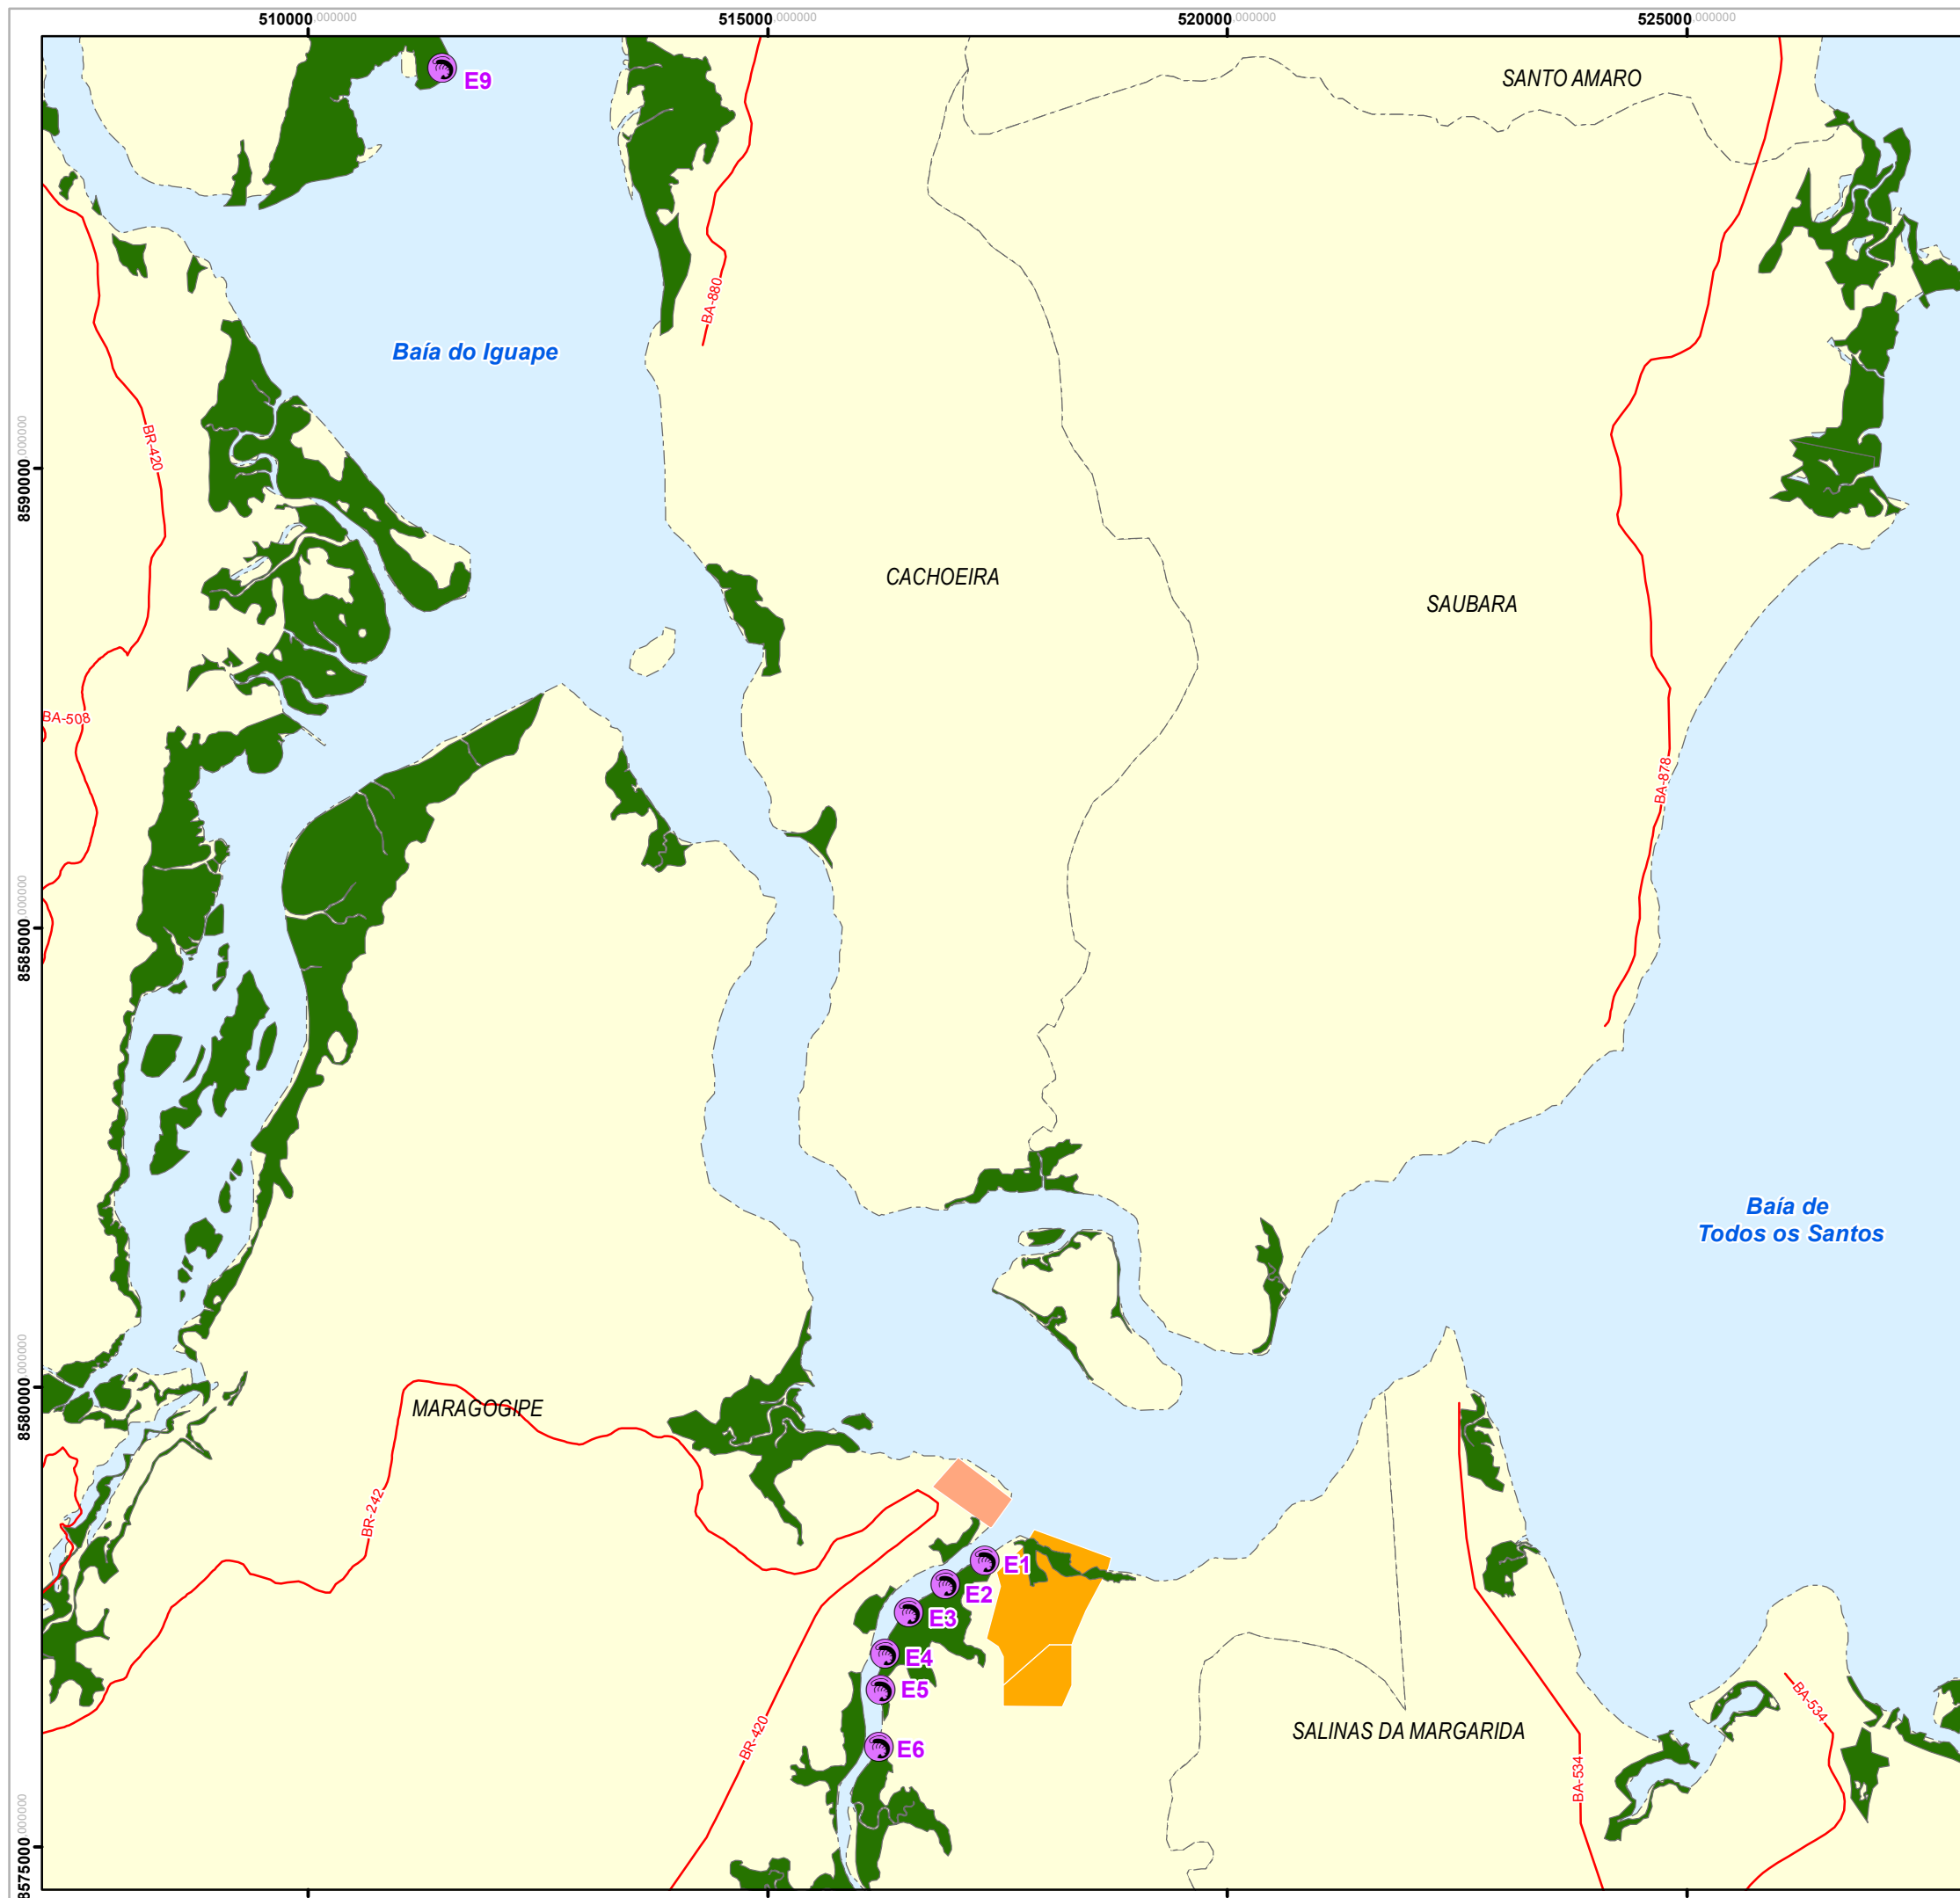 510000.000000
515000.000000
520000.000000
525000.000000
SANTO AMARO
E9
BA-880
Baía do Iguape
BR-420
8590000.000000
CACHOEIRA
SAUBARA
BA-508
BA-878
8585000.000000
Baía de
Todos os Santos
8580000.000000
MARAGOGIPE
BR-242
E1
E2
E3
E4
E5
E6
BR-420
SALINAS DA MARGARIDA
BA-534
BA-534
8575000.000000